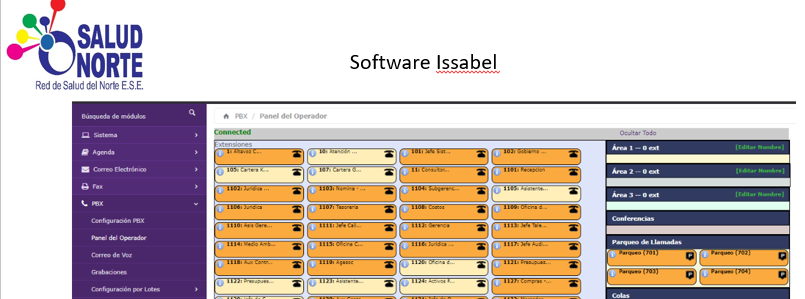 SALUD
NORTE
Red de Salud del Norte E.S.E.
Software Issabel
Búsqueda de módulos
Sistema
Agenda
Correo Electrónico
Fax
PBX
Configuración PBX
Panel del Operador
Correo de Voz
Grabaciones
Configuración por Lotes
PBX / Panel del Operador
Connected
Ocultar Todo
Extensiones
1: Altavoz C... 10: Atención ... 101: Jefe Sist... 102: Gobierno ...
105: Cartera K... 107: Cartera G... 11: Consultor... 1101: Recepcion
1102: Juridica ... 1103: Nomina - ... 1104: Subgerenc... 1105: Asistente...
1106: Juridica 1107: Tesoreria 1108: Costos 1109: Oficina d...
1110: Asis Gere... 1111: Jefe Cali... 1112: Gerencia 1113: Jefe Tale...
1114: Medio Amb... 1115: Oficina C... 1116: Juridica ... 1117: Jefe Audi...
1118: Aux Contr... 1119: Agesoc 1120: Oficina d... 1121: Presupues...
1122: Presupues... 1123: Asistente... 1124: Activos f... 1127: Compras -...
Área 1 -- 0 ext [Editar Nombre]
Área 2 -- 0 ext [Editar Nombre]
Área 3 -- 0 ext [Editar Nombre]
Conferencias
Parqueo de Llamadas
Parqueo (701) Parqueo (702)
Parqueo (703) Parqueo (704)
Colas